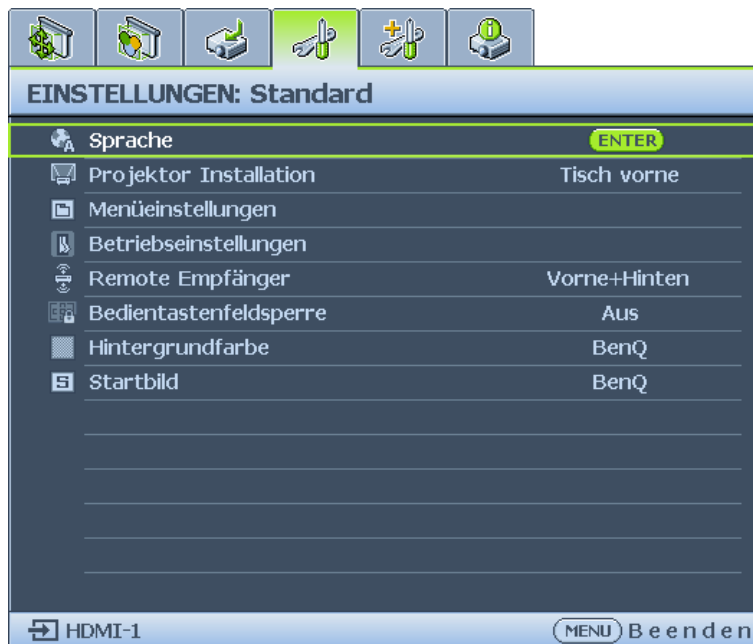 EINSTELLUNGEN: Standard
Sprache ENTER
Projektor Installation Tisch vorne
Menüeinstellungen
Betriebseinstellungen
Remote Empfänger Vorne+Hinten
Bedientastenfeldsperre Aus
Hintergrundfarbe BenQ
Startbild BenQ
HDMI-1 MENU Beenden